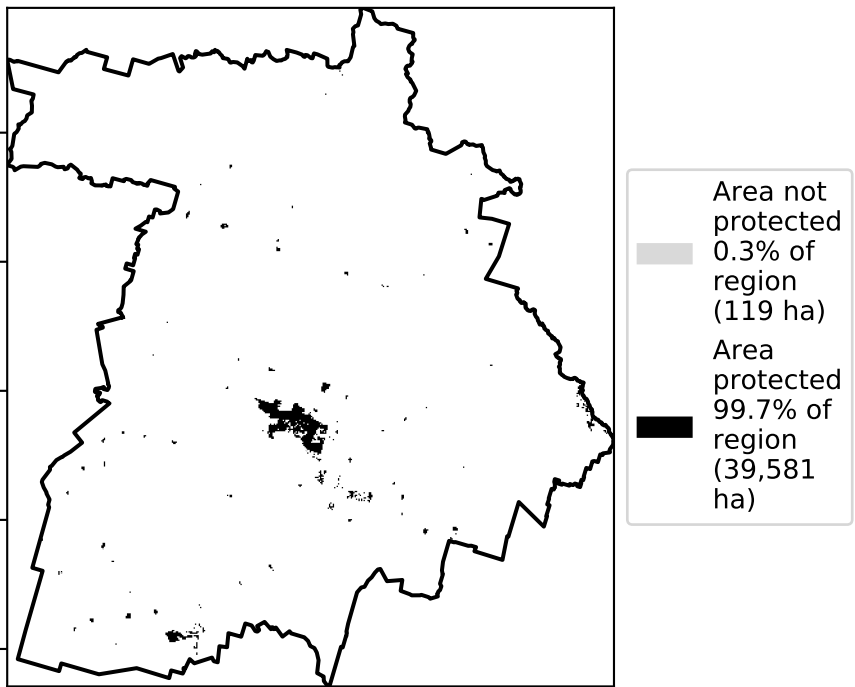 Area not
protected
0.3% of
region
(119 ha)
Area
protected
99.7% of
region
(39,581
ha)